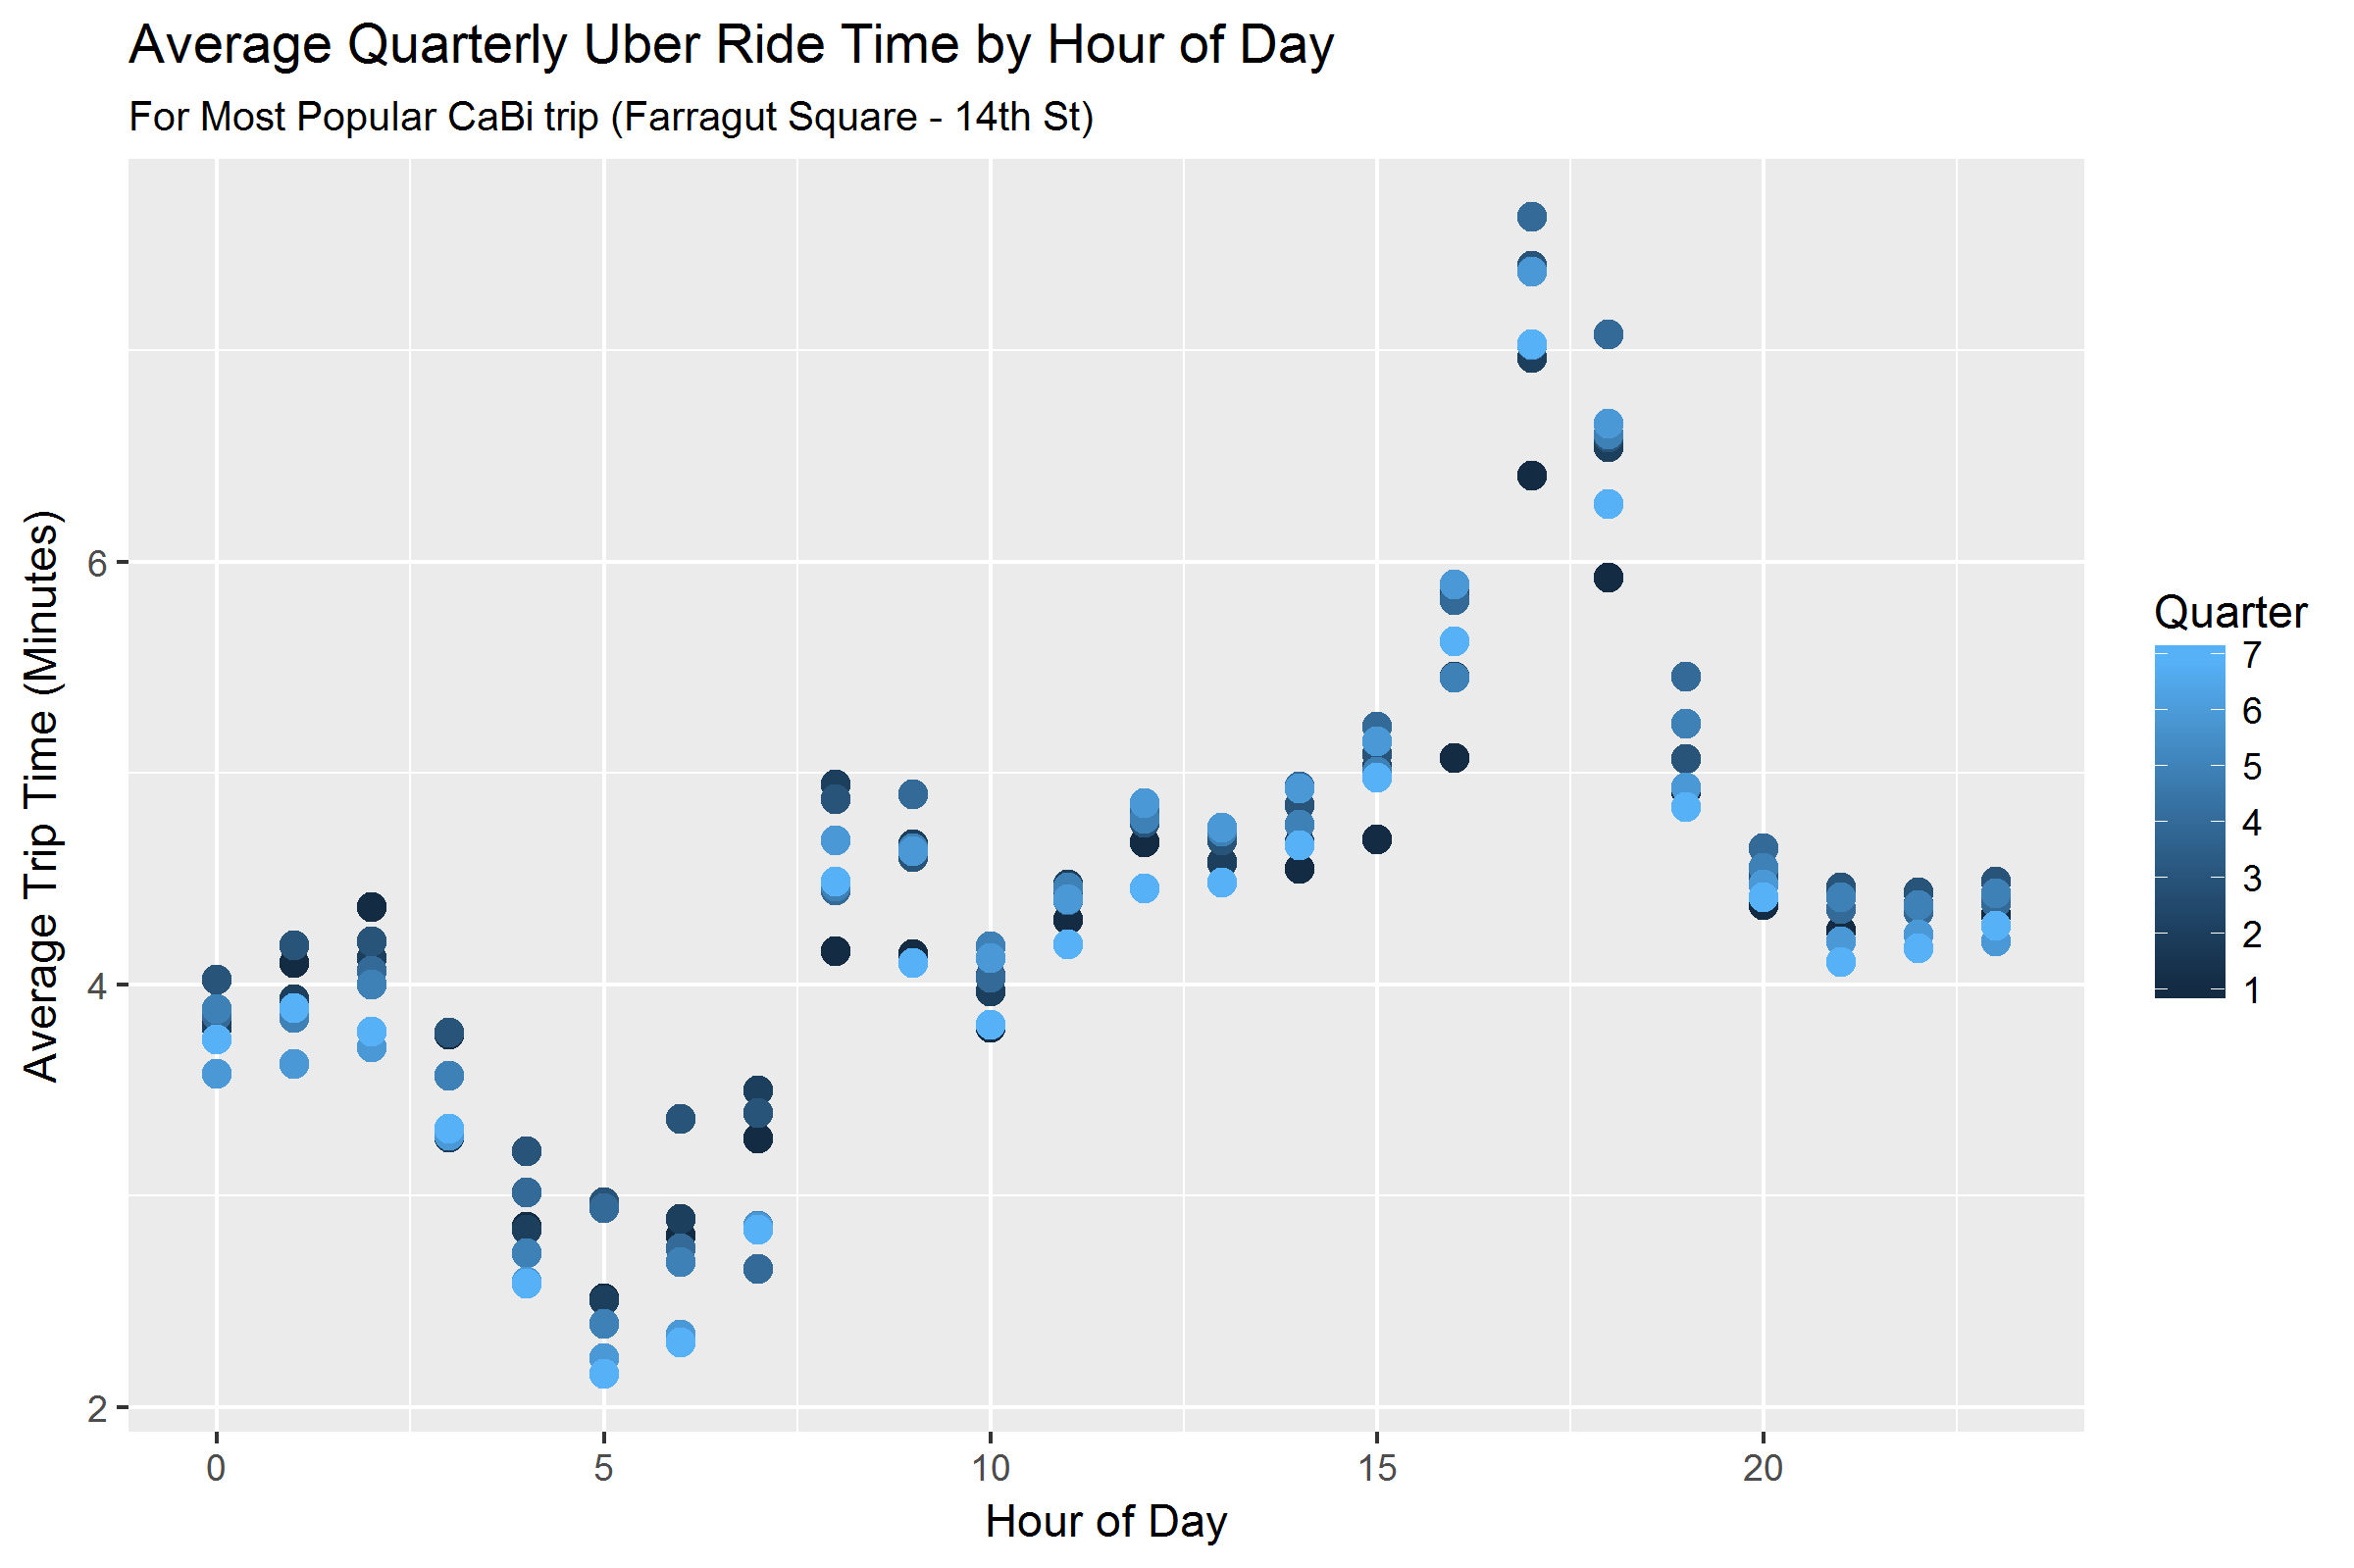 Average Quarterly Uber Ride Time by Hour of Day
For Most Popular CaBi trip (Farragut Square - 14th St)
Average Trip Time (Minutes)
6
4
2
0 5 10 15 20
Hour of Day
Quarter
7
6
5
4
3
2
1